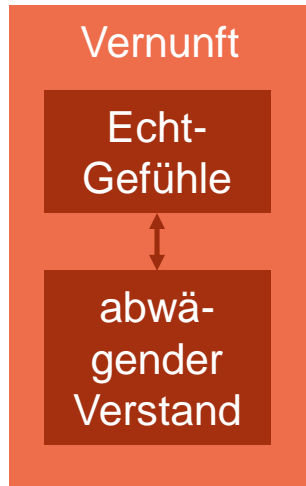 Vernunft
Echt-
Gefühle
abwä-
gender
Verstand